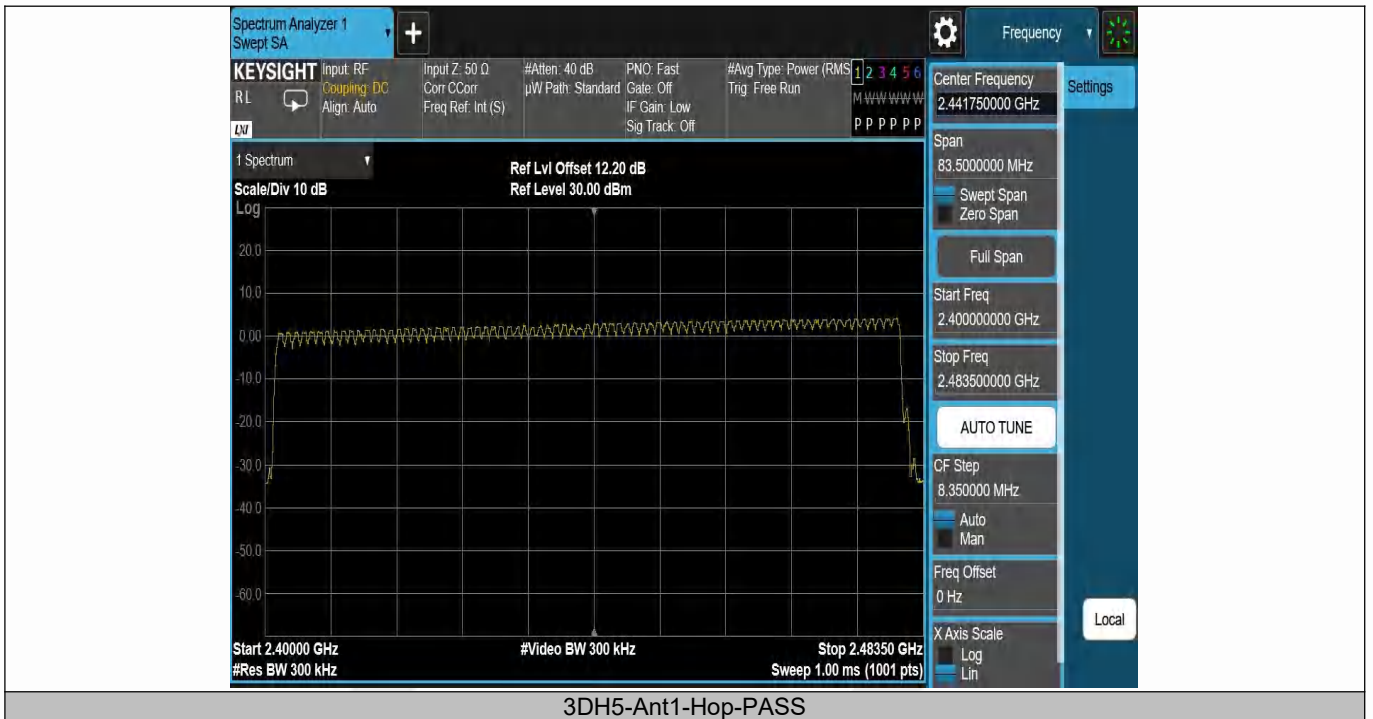 Spectrum Analyzer 1
Swept SA
+
Frequency
KEYSIGHT
RL
LXI
Input: RF
Coupling: DC
Align: Auto
Input Z: 50 Ω
Corr CCorr
Freq Ref: Int (S)
#Atten: 40 dB
µW Path: Standard
PNO: Fast
Gate: Off
IF Gain: Low
Sig Track: Off
#Avg Type: Power (RMS
Trig: Free Run
1 2 3 4 5 6
M W W W W W
P P P P P P
Center Frequency
2.441750000 GHz
Settings
Span
83.5000000 MHz
Swept Span
Zero Span
Full Span
Start Freq
2.400000000 GHz
Stop Freq
2.483500000 GHz
AUTO TUNE
CF Step
8.350000 MHz
Auto
Man
Freq Offset
0 Hz
X Axis Scale
Log
Lin
Local
1 Spectrum
Scale/Div 10 dB
Ref Lvl Offset 12.20 dB
Ref Level 30.00 dBm
Log
20.0
10.0
0.00
-10.0
-20.0
-30.0
-40.0
-50.0
-60.0
Start 2.40000 GHz
#Res BW 300 kHz
#Video BW 300 kHz
Stop 2.48350 GHz
Sweep 1.00 ms (1001 pts)
3DH5-Ant1-Hop-PASS